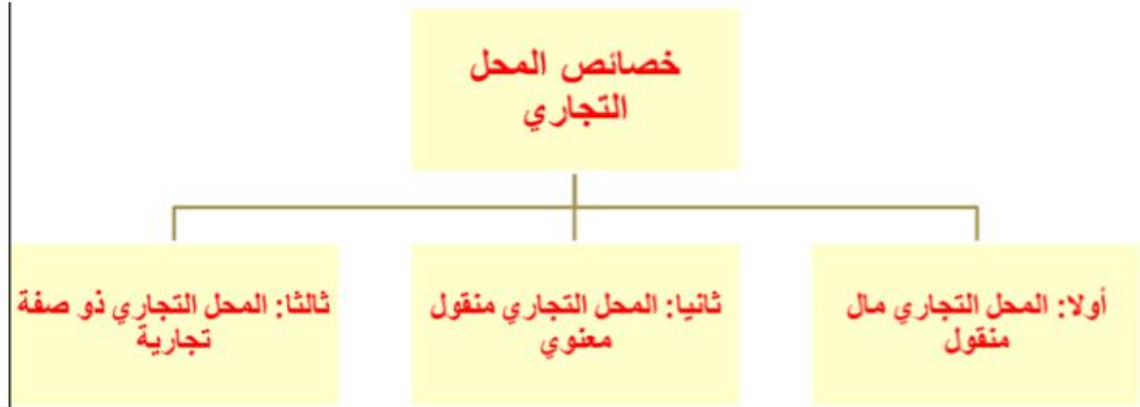 خصائص المحل
التجاري
أولا: المحل التجاري مال
منقول
ثانيا: المحل التجاري منقول
معنوي
ثالثا: المحل التجاري ذو صفة
تجارية